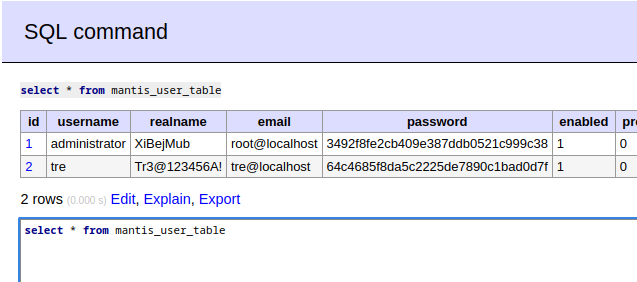 SQL command
select * from mantis_user_table
id username realname email password enabled pr
1 administrator XiBejMub root@localhost 3492f8fe2cb409e387ddb0521c999c38 1 0
2 tre Tr3@123456A! tre@localhost 64c4685f8da5c2225de7890c1bad0d7f 1 0
2 rows (0.000 s) Edit, Explain, Export
select * from mantis_user_table